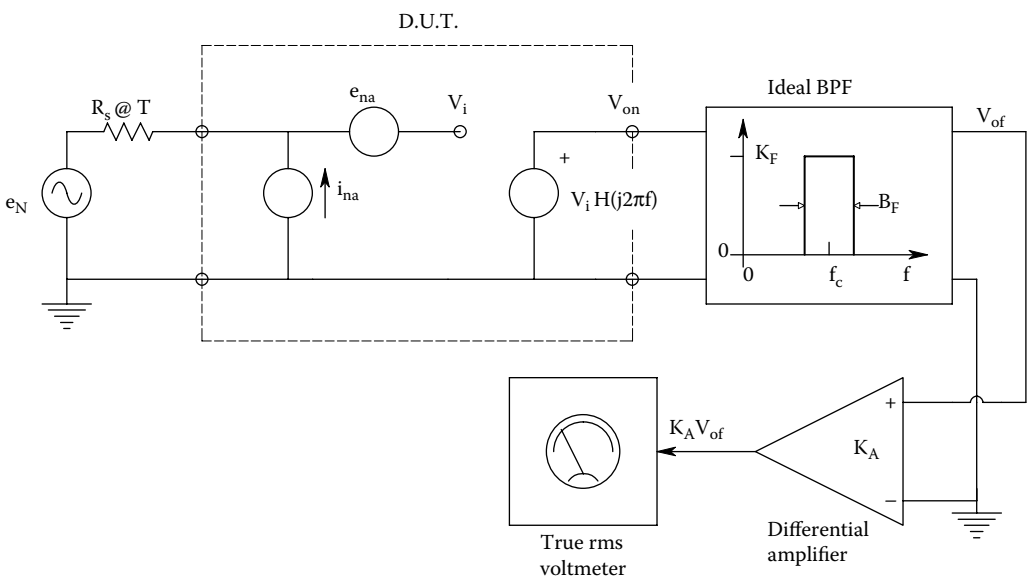 D.U.T.
R_s @ T
e_na
V_i
V_on
Ideal BPF
V_of
e_N
i_na
+
V_i H(j2πf)
K_F
B_F
0
0
f_c
f
K_A V_of
+
K_A
−
True rms
voltmeter
Differential
amplifier